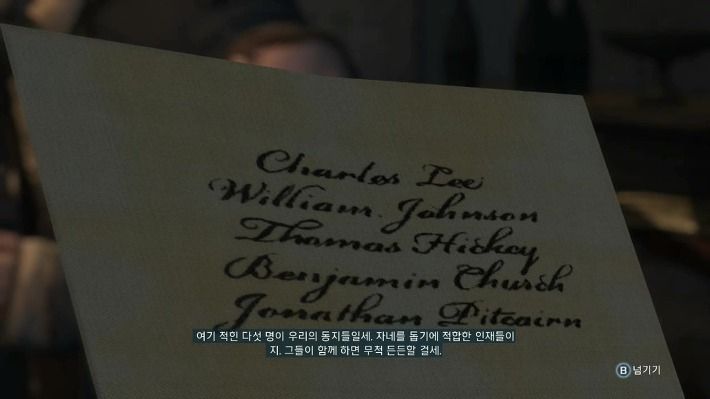 Charles Lee
William Johnson
Thomas Hickey
Benjamin Church
Jonathan Pitcairn
여기 적인 다섯 명이 우리의 동지들일세. 자네를 돕기에 적합한 인재들이
지. 그들이 함께 하면 무척 든든할 걸세.
B 넘기기